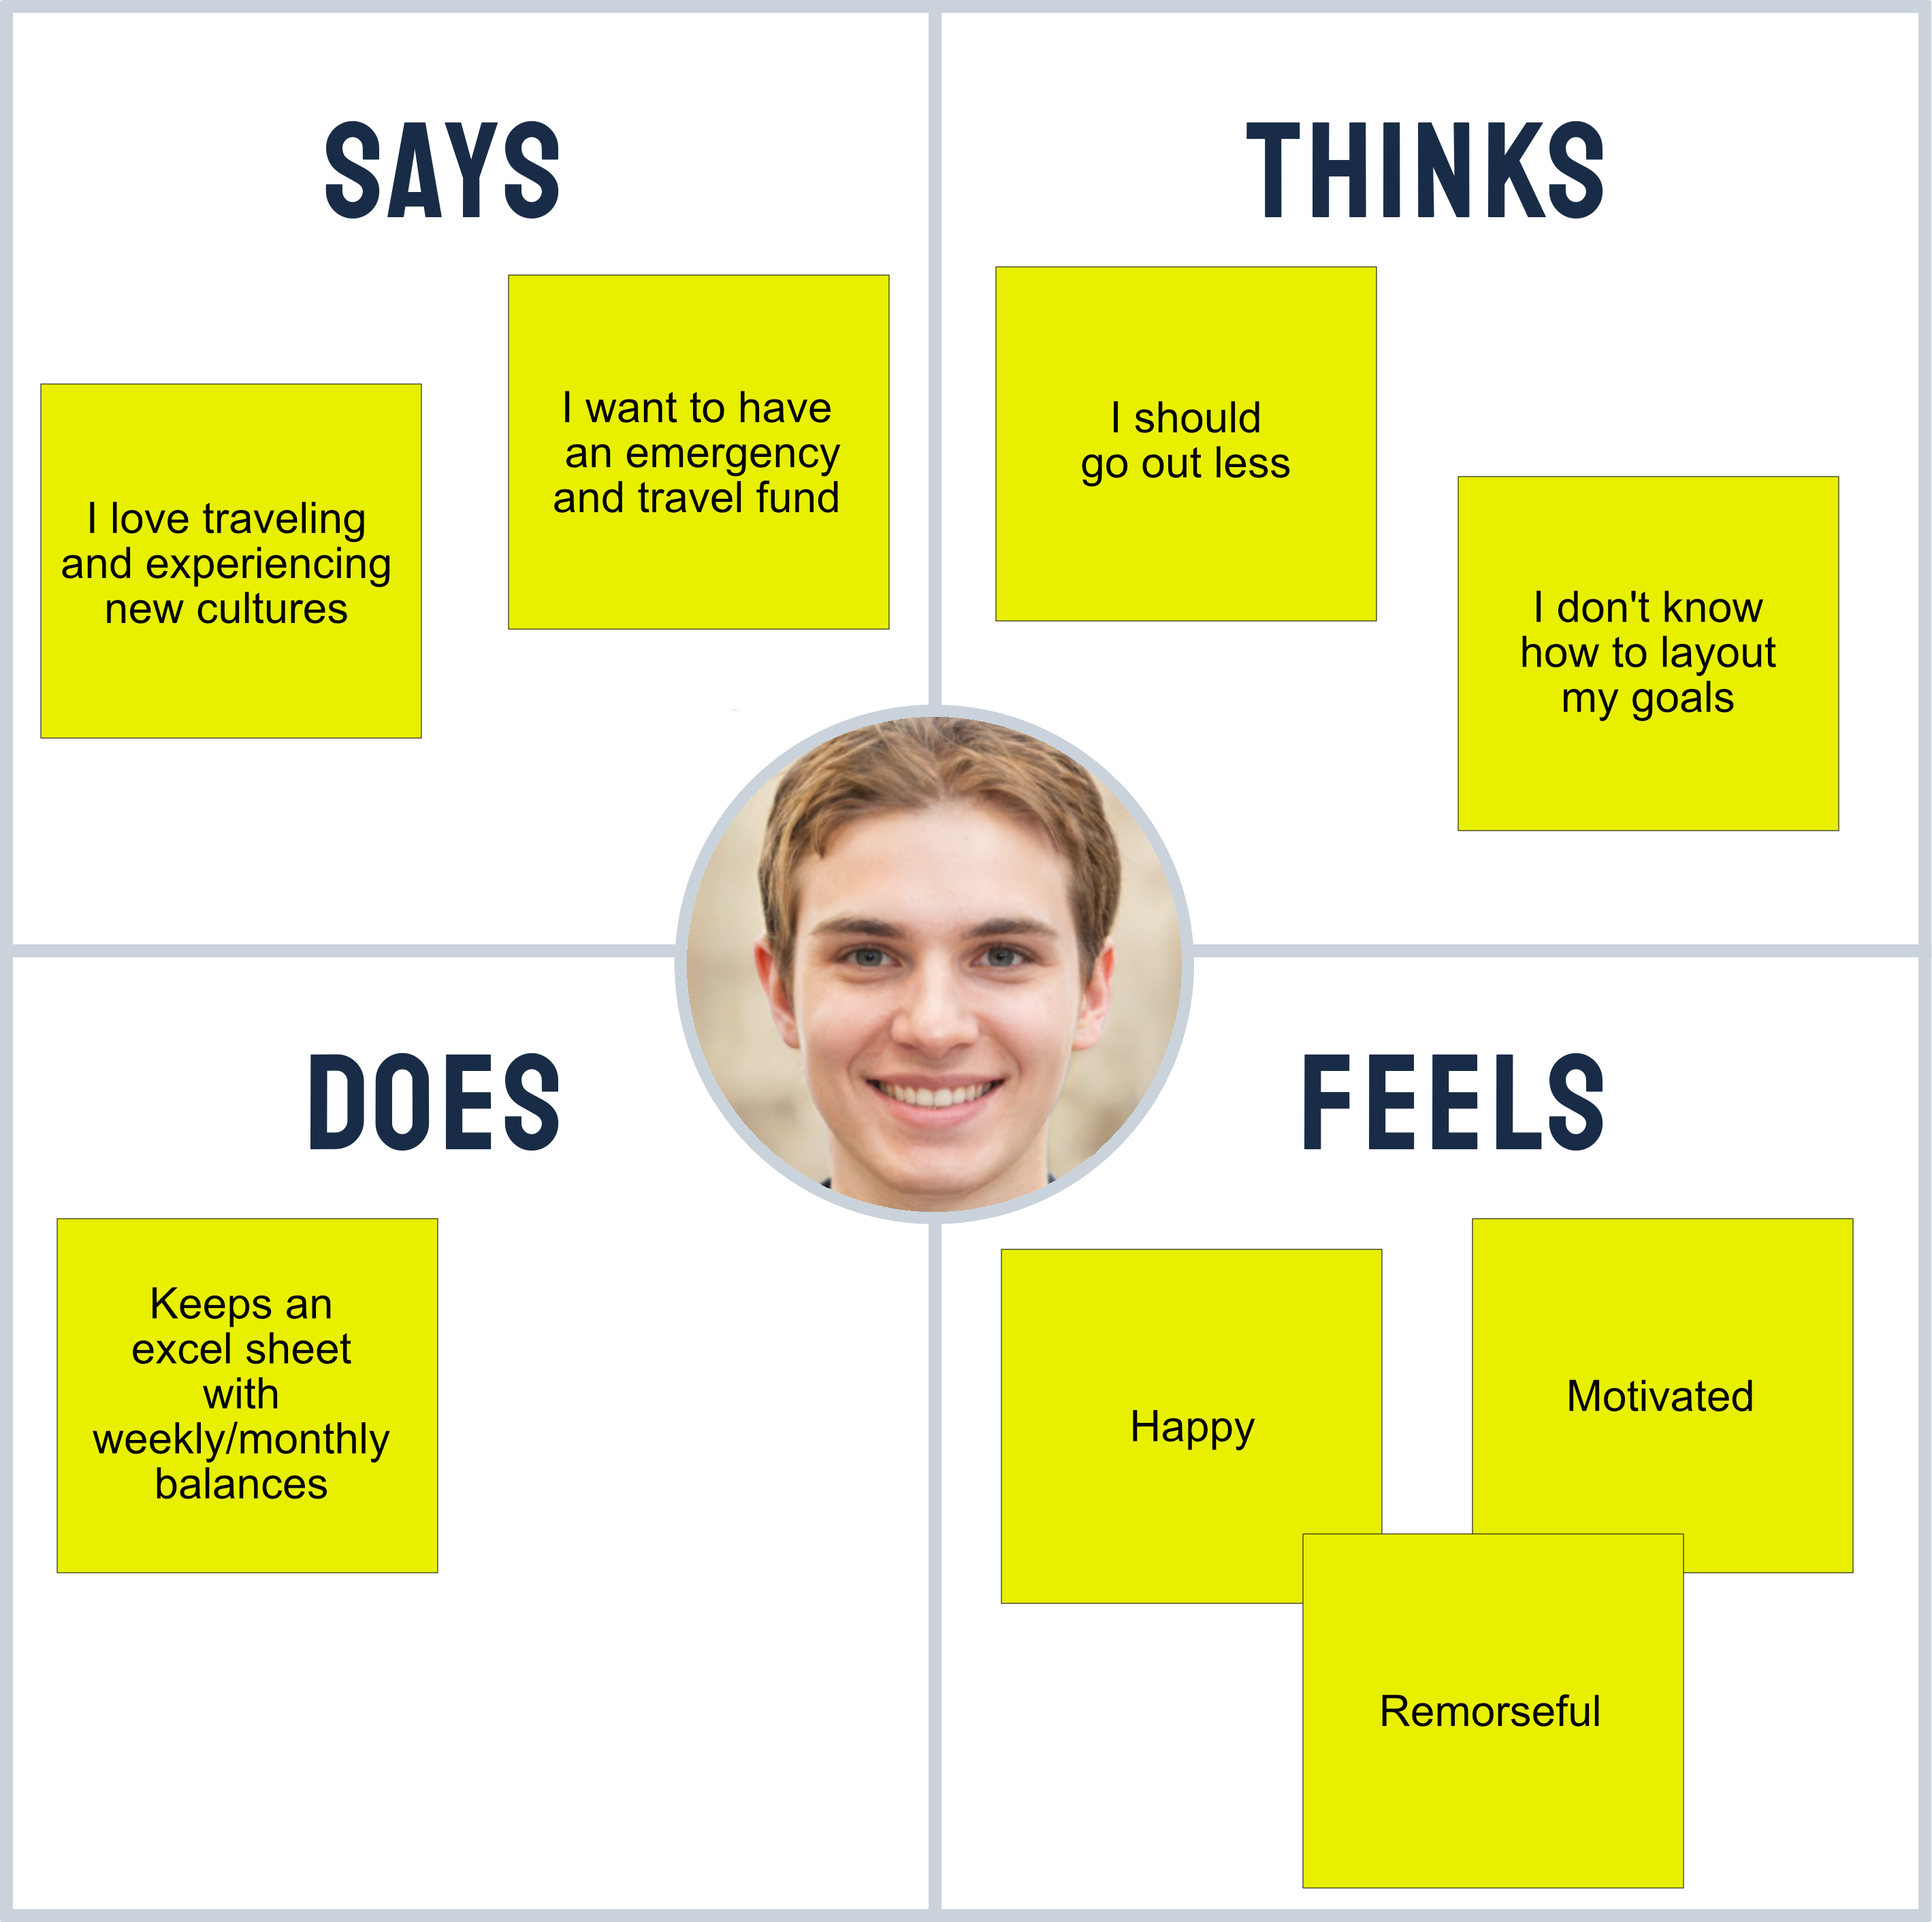 SAYS
I love traveling
and experiencing
new cultures
I want to have
an emergency
and travel fund
THINKS
I should
go out less
I don't know
how to layout
my goals
DOES
Keeps an
excel sheet
with
weekly/monthly
balances
FEELS
Happy
Motivated
Remorseful